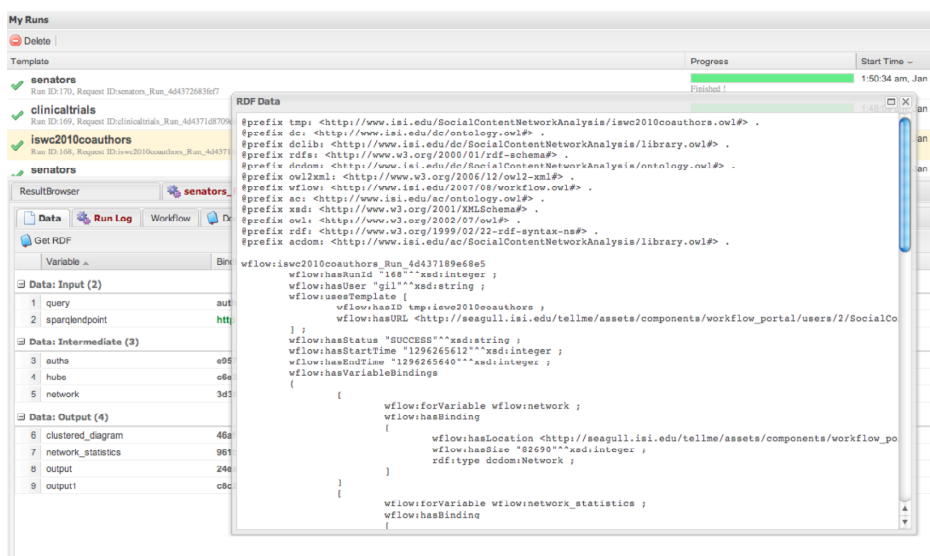 My Runs
Delete
Template Progress Start Time
senators 1:50:34 am, Jan
Run ID:170, Request ID:senators_Run_4d4372683fef7 Finished !
clinicaltrials
Run ID:169, Request ID:clinicaltrials_Run_4d4371d8709
iswc2010coauthors
Run ID:168, Request ID:iswc2010coauthors_Run_4d4371
senators
ResultBrowser senators_
Data Run Log Workflow
Get RDF
Variable
Data: Input (2)
1 query
2 sparqlendpoint
Data: Intermediate (3)
3 auths
4 hubs
5 network
Data: Output (4)
6 clustered_diagram
7 network_statistics
8 output
9 output1
RDF Data
@prefix tmp: <http://www.isi.edu/SocialContentNetworkAnalysis/iswc2010coauthors.owl#> .
@prefix dc: <http://www.isi.edu/dc/ontology.owl#> .
@prefix dclib: <http://www.isi.edu/dc/SocialContentNetworkAnalysis/library.owl#> .
@prefix rdfs: <http://www.w3.org/2000/01/rdf-schema#> .
@prefix dcdom: <http://www.isi.edu/dc/SocialContentNetworkAnalysis/ontology.owl#> .
@prefix owl2xml: <http://www.w3.org/2006/12/owl2-xml#> .
@prefix wflow: <http://www.isi.edu/2007/08/workflow.owl#> .
@prefix ac: <http://www.isi.edu/ac/ontology.owl#> .
@prefix xsd: <http://www.w3.org/2001/XMLSchema#> .
@prefix owl: <http://www.w3.org/2002/07/owl#> .
@prefix rdf: <http://www.w3.org/1999/02/22-rdf-syntax-ns#> .
@prefix acdom: <http://www.isi.edu/ac/SocialContentNetworkAnalysis/library.owl#> .
wflow:iswc2010coauthors_Run_4d437189e68e5
wflow:hasRunId "168"^^xsd:integer ;
wflow:hasUser "gil"^^xsd:string ;
wflow:usesTemplate [
wflow:hasID tmp:iswc2010coauthors ;
wflow:hasURL <http://seagull.isi.edu/tellme/assets/components/workflow_portal/users/2/SocialCo
] ;
wflow:hasStatus "SUCCESS"^^xsd:string ;
wflow:hasStartTime "1296265612"^^xsd:integer ;
wflow:hasEndTime "1296265640"^^xsd:integer ;
wflow:hasVariableBindings
(
[
wflow:forVariable wflow:network ;
wflow:hasBinding
[
wflow:hasLocation <http://seagull.isi.edu/tellme/assets/components/workflow_po
wflow:hasSize "82690"^^xsd:integer ;
rdf:type dcdom:Network ;
]
]
[
wflow:forVariable wflow:network_statistics ;
wflow:hasBinding
[